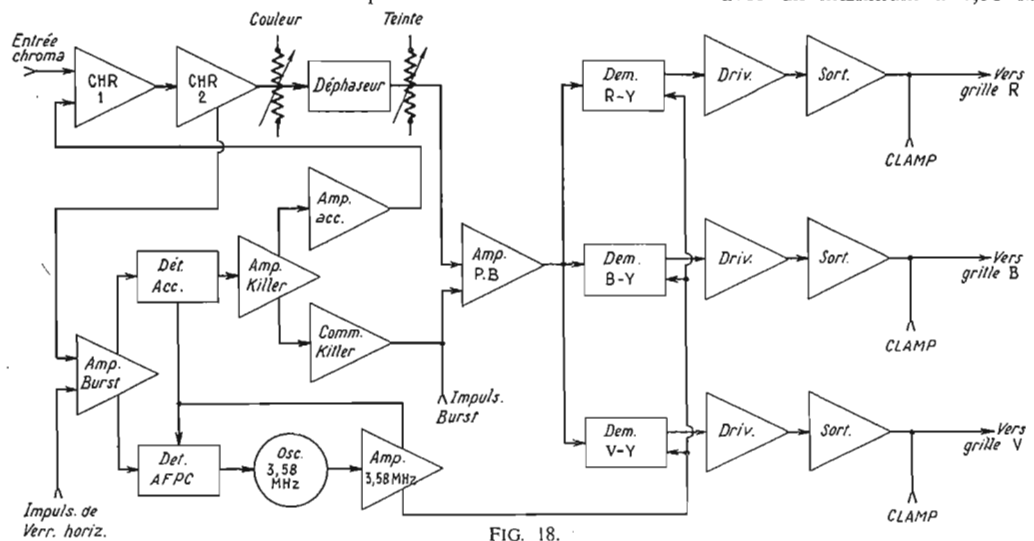 Couleur
Teinte
Entrée
chroma
CHR
1
CHR
2
Déphaseur
Dem.
R-Y
Driv.
Sort.
Vers
grille R
CLAMP
Amp.
acc.
Dét.
Acc.
Amp.
Killer
Amp.
P.B
Dem.
B-Y
Driv.
Sort.
Vers
grille B
CLAMP
Comm.
Killer
Amp.
Burst
Impuls.
Burst
Dem.
V-Y
Driv.
Sort.
Vers
grille V
CLAMP
Det.
AFPC
Osc.
3,58
MHz
Amp.
3,58MHz
Impuls. de
Verr. horiz.
FIG. 18.